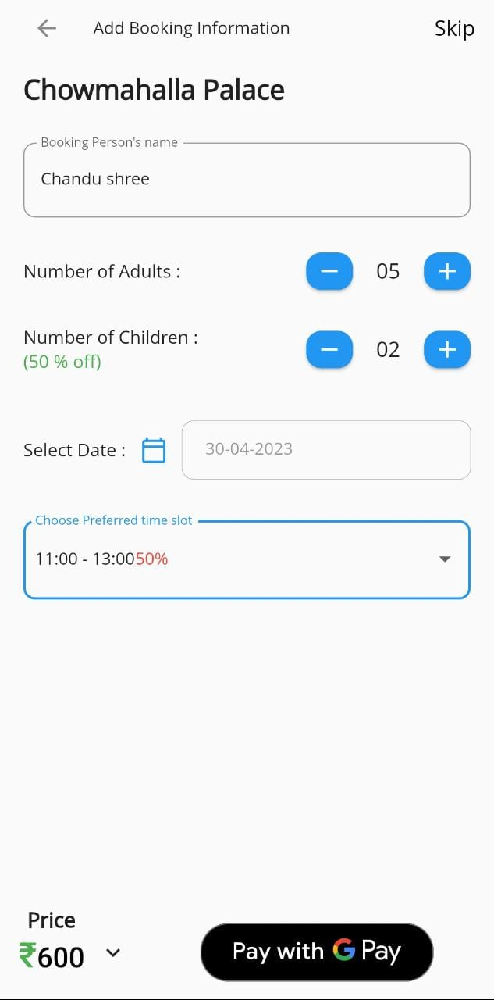 Add Booking Information
Skip
Chowmahalla Palace
Booking Person's name
Chandu shree
Number of Adults :
05
Number of Children :
(50 % off)
02
Select Date :
30-04-2023
Choose Preferred time slot
11:00 - 13:0050%
Price
₹600
Pay with G Pay